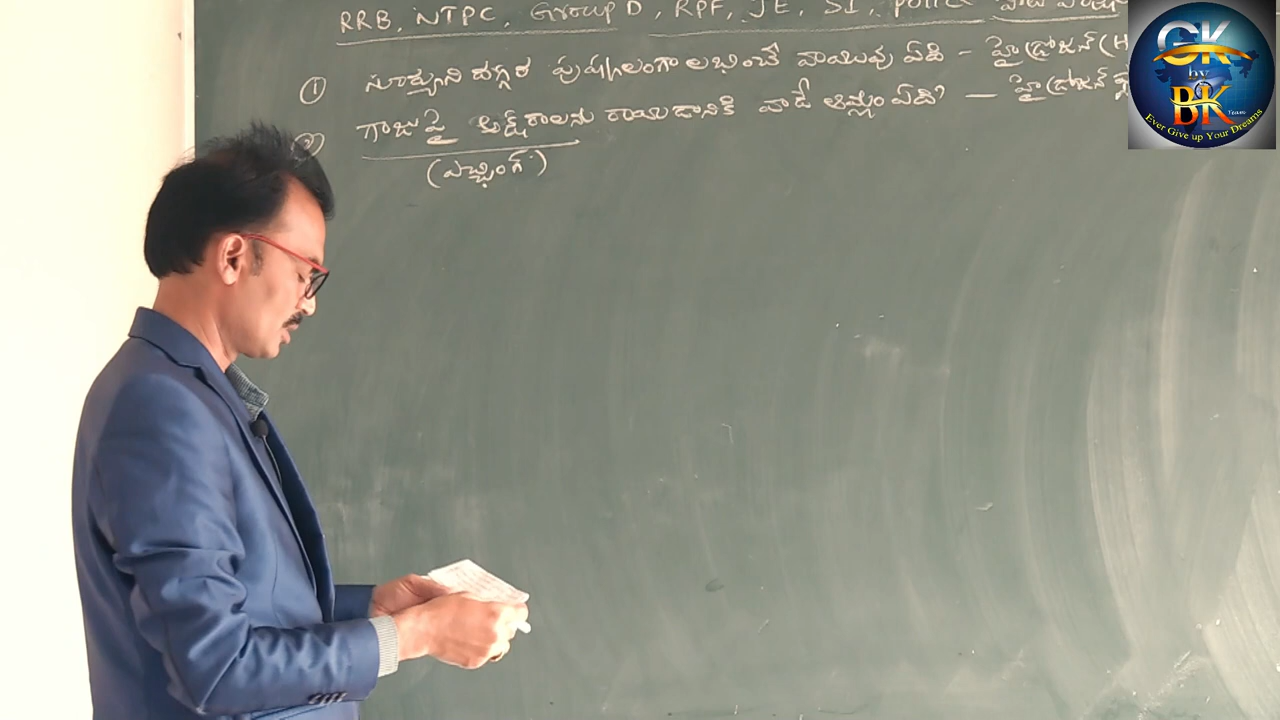 RRB, NTPC, Group D, RPF, JE, SI, Police
① సూర్యుని దగ్గర పుష్కలంగా లభించే వాయువు ఏది - హైడ్రోజన్ (H
② గాజుపై అక్షరాలను రాయడానికి వాడే ఆమ్లం ఏది? - హైడ్రోజన్
(ఎచ్చింగ్)
GK
by
BK
Team
Ever Give up Your Dreams